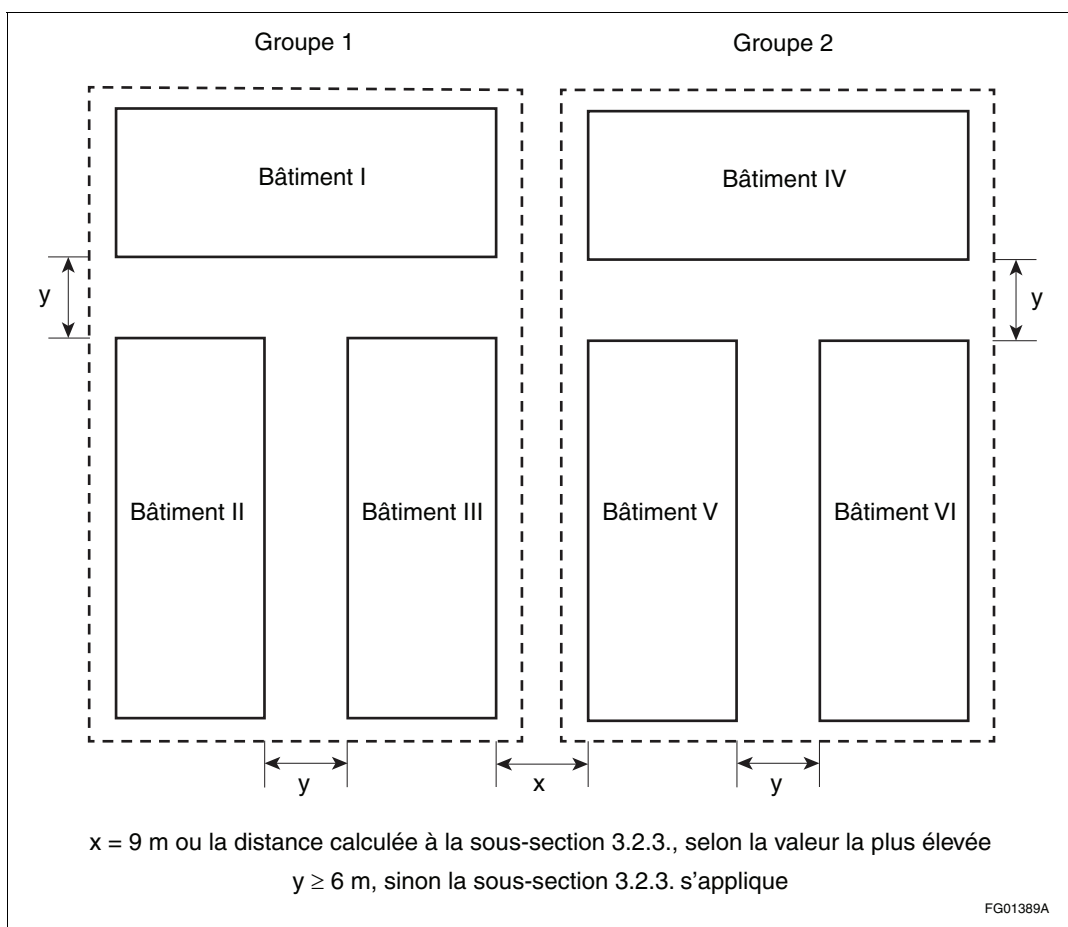 Groupe 1
Groupe 2
Bâtiment I
Bâtiment IV
y
y
Bâtiment II
Bâtiment III
Bâtiment V
Bâtiment VI
y
x
y
x = 9 m ou la distance calculée à la sous-section 3.2.3., selon la valeur la plus élevée
y ≥ 6 m, sinon la sous-section 3.2.3. s’applique
FG01389A